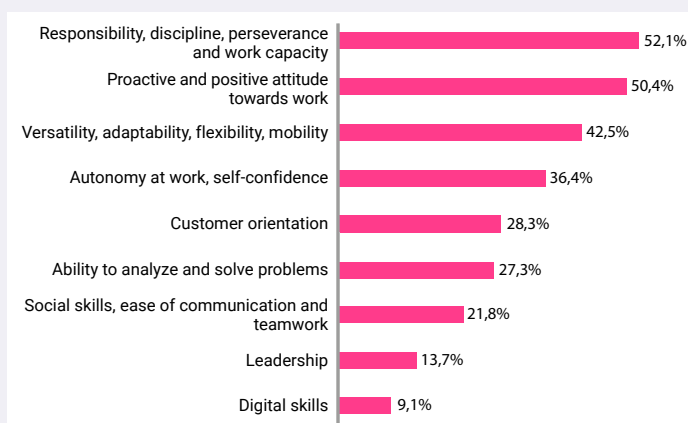 Responsibility, discipline, perseverance
and work capacity
52,1%
Proactive and positive attitude
towards work
50,4%
Versatility, adaptability, flexibility, mobility
42,5%
Autonomy at work, self-confidence
36,4%
Customer orientation
28,3%
Ability to analyze and solve problems
27,3%
Social skills, ease of communication and
teamwork
21,8%
Leadership
13,7%
Digital skills
9,1%